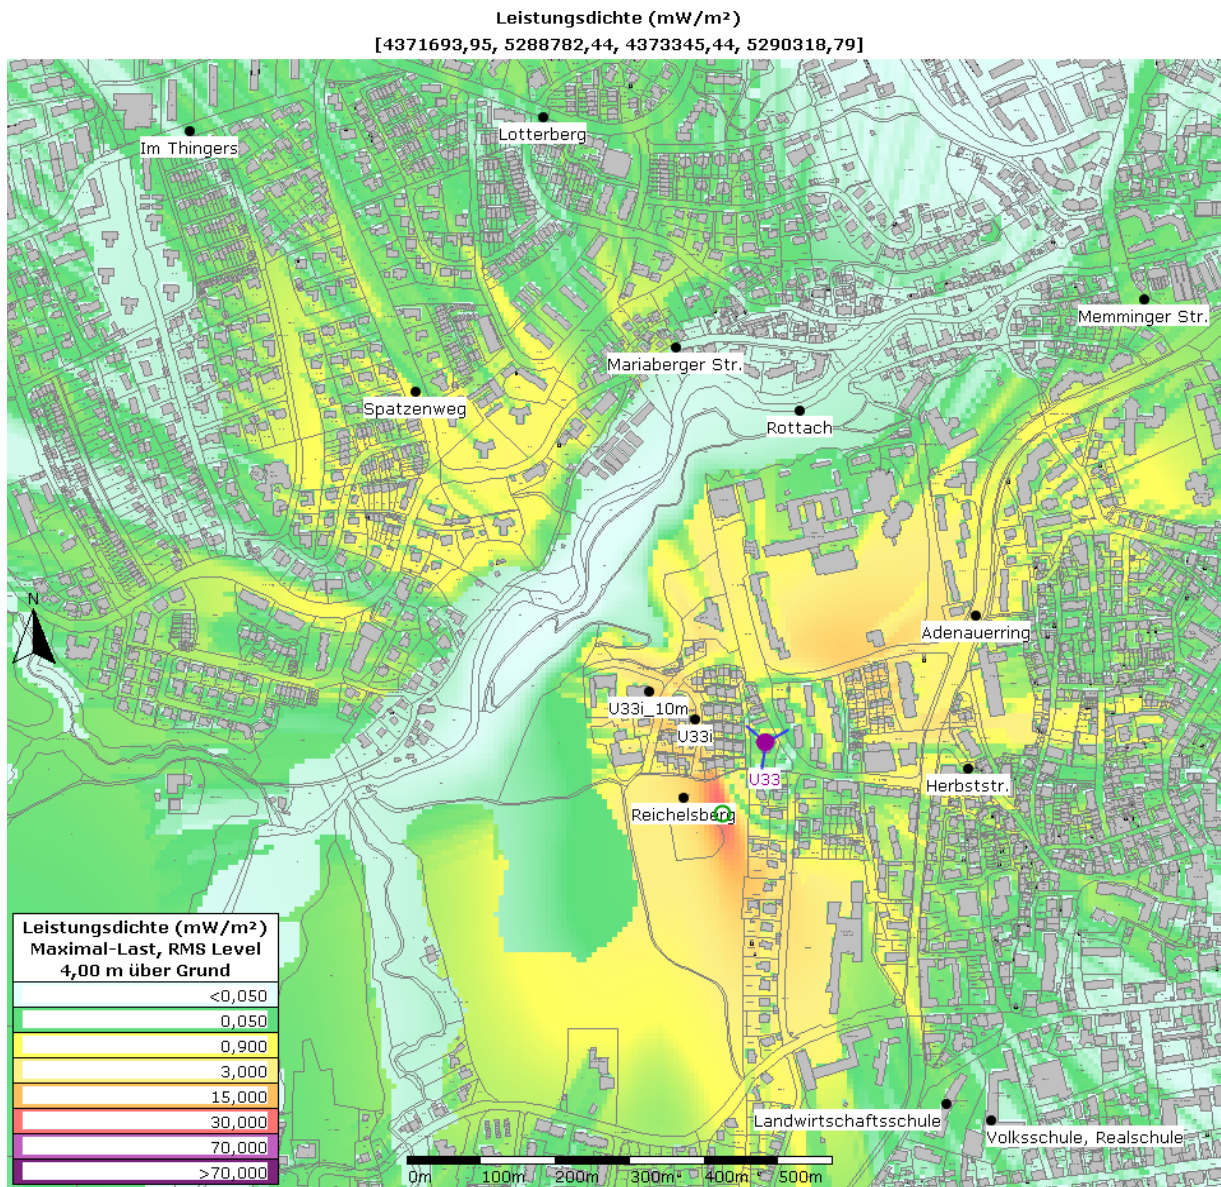 Leistungsdichte (mW/m²)
[4371693,95, 5288782,44, 4373345,44, 5290318,79]
Lotterberg
Im Thingers
Memminger Str.
Mariaberger Str.
Spatzenweg
Rottach
N
Adenauerring
U33i_10m
U33i
U33
Herbststr.
Reichelsberg
Leistungsdichte (mW/m²)
Maximal-Last, RMS Level
4,00 m über Grund
<0,050
0,050
0,900
3,000
15,000
30,000
70,000
>70,000
Landwirtschaftsschule
Volksschule, Realschule
0m 100m 200m 300m 400m 500m